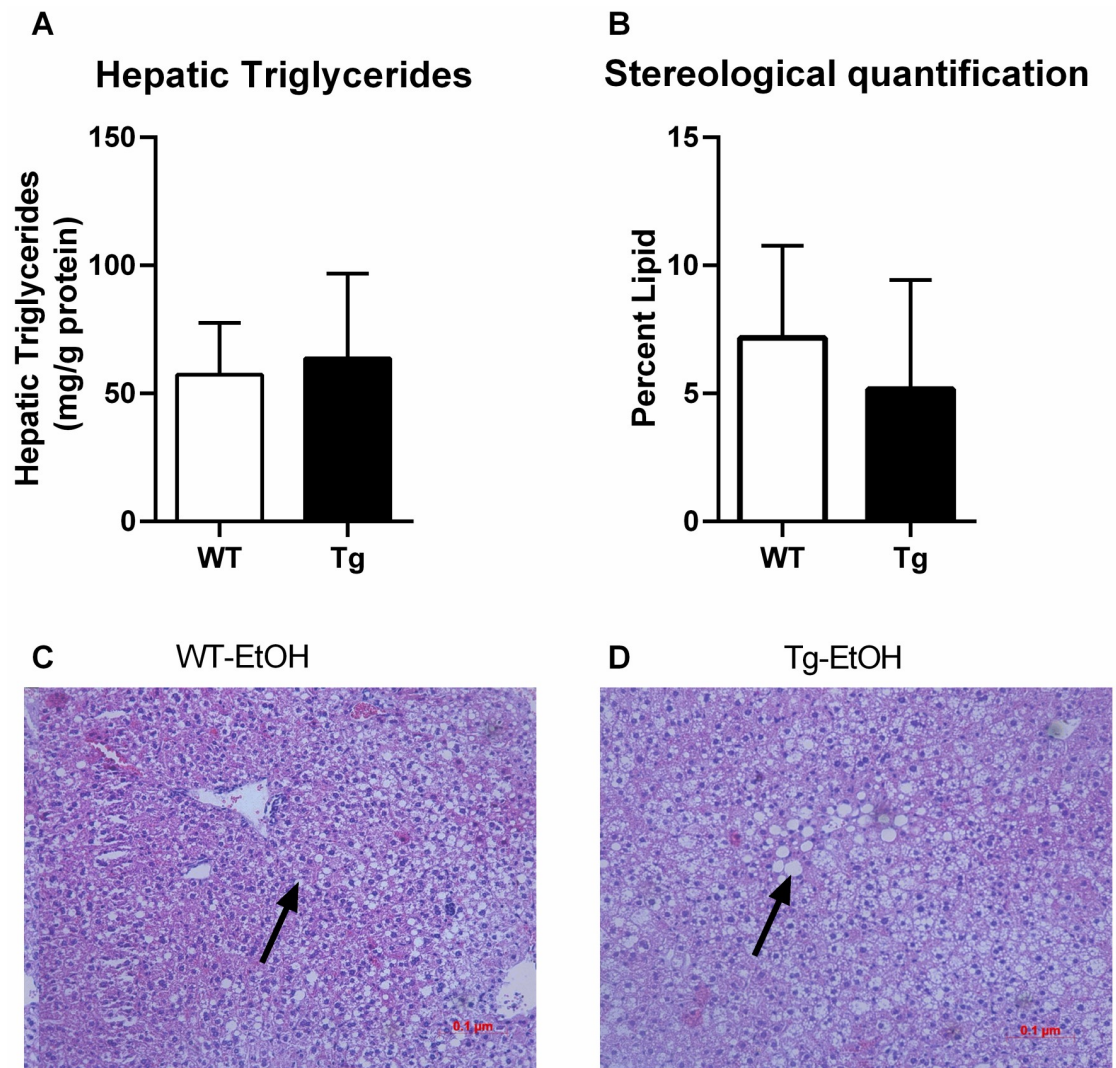 A
Hepatic Triglycerides
Hepatic Triglycerides
(mg/g protein)
150
100
50
0
WT
Tg
B
Stereological quantification
Percent Lipid
15
10
5
0
WT
Tg
C
WT-EtOH
0.1 µm
D
Tg-EtOH
0.1 µm